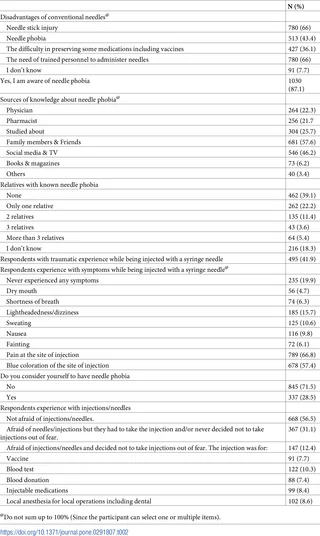 N (%)
Disadvantages of conventional needles@
Needle stick injury 780 (66)
Needle phobia 513 (43.4)
The difficulty in preserving some medications including vaccines 427 (36.1)
The need of trained personnel to administer needles 780 (66)
I don't know 91 (7.7)
Yes, I am aware of needle phobia 1030
(87.1)
Sources of knowledge about needle phobia@
Physician 264 (22.3)
Pharmacist 256 (21.7
Studied about 304 (25.7)
Family members & Friends 681 (57.6)
Social media & TV 546 (46.2)
Books & magazines 73 (6.2)
Others 40 (3.4)
Relatives with known needle phobia
None 462 (39.1)
Only one relative 262 (22.2)
2 relatives 135 (11.4)
3 relatives 43 (3.6)
More than 3 relatives 64 (5.4)
I don't know 216 (18.3)
Respondents with traumatic experience while being injected with a syringe needle 495 (41.9)
Respondents experience with symptoms while being injected with a syringe needle@
Never experienced any symptoms 235 (19.9)
Dry mouth 56 (4.7)
Shortness of breath 74 (6.3)
Lightheadedness/dizziness 185 (15.7)
Sweating 125 (10.6)
Nausea 116 (9.8)
Fainting 72 (6.1)
Pain at the site of injection 789 (66.8)
Blue coloration of the site of injection 678 (57.4)
Do you consider yourself to have needle phobia
No 845 (71.5)
Yes 337 (28.5)
Respondents experience with injections/needles
Not afraid of injections/needles. 668 (56.5)
Afraid of needles/injections but they had to take the injection and/or never decided not to take 367 (31.1)
injections out of fear.
Afraid of injections/needles and decided not to take injections out of fear. The injection was for: 147 (12.4)
Vaccine 91 (7.7)
Blood test 122 (10.3)
Blood donation 88 (7.4)
Injectable medications 99 (8.4)
Local anesthesia for local operations including dental 102 (8.6)
@Do not sum up to 100% (Since the participant can select one or multiple items).
https://doi.org/10.1371/journal.pone.0291807.t002